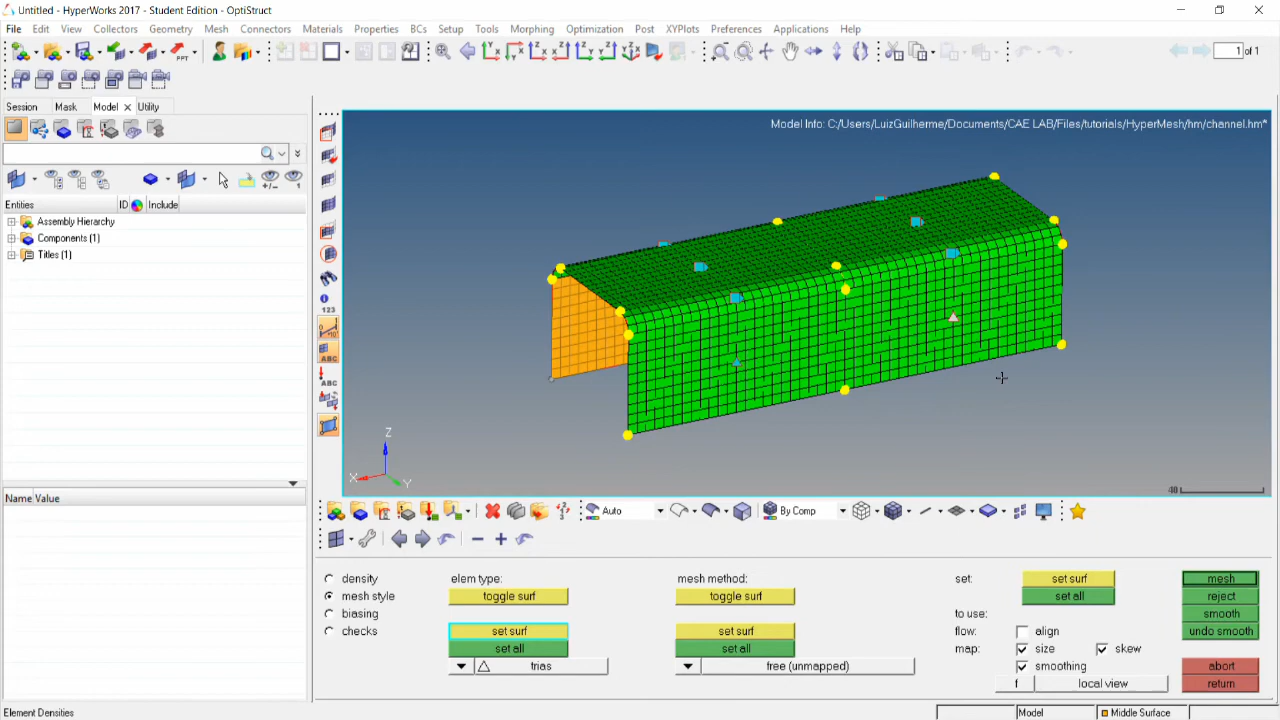 Untitled - HyperWorks 2017 - Student Edition - OptiStruct
File Edit View Collectors Geometry Mesh Connectors Materials Properties BCs Setup Tools Morphing Optimization Post XYPlots Preferences Applications Help
1 of 1
Session Mask Model Utility
Model Info: C:/Users/LuizGuilherme/Documents/CAE LAB/Files/tutorials/HyperMesh/hm/channel.hm*
Entities ID Include
Assembly Hierarchy
Components (1)
Titles (1)
123
ABC
ABC
Z
X
Y
40
Name Value
Auto
By Comp
density
mesh style
biasing
checks
elem type:
toggle surf
set surf
set all
trias
mesh method:
toggle surf
set surf
set all
free (unmapped)
set:
set surf
set all
to use:
flow: align
map: size skew
smoothing
f local view
mesh
reject
smooth
undo smooth
abort
return
Element Densities
Model
Middle Surface